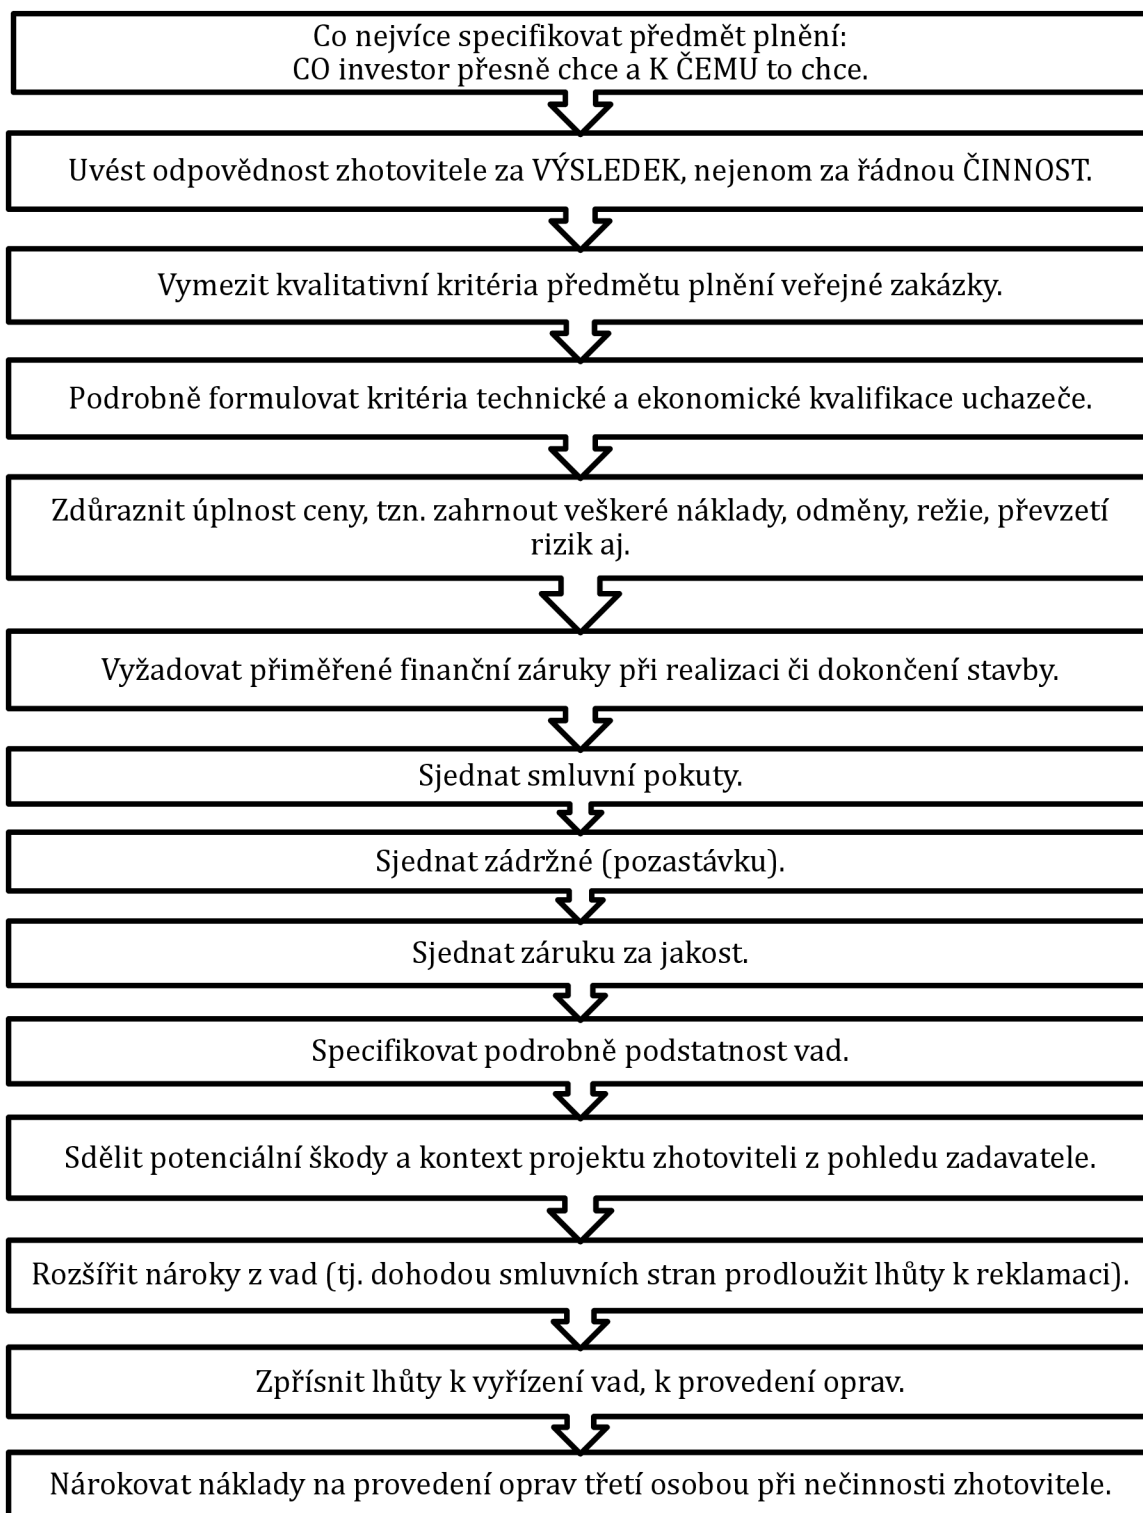 Co nejvíce specifikovat předmět plnění:
CO investor přesně chce a K ČEMU to chce.
Uvést odpovědnost zhotovitele za VÝSLEDEK, nejenom za řádnou ČINNOST.
Vymezit kvalitativní kritéria předmětu plnění veřejné zakázky.
Podrobně formulovat kritéria technické a ekonomické kvalifikace uchazeče.
Zdůraznit úplnost ceny, tzn. zahrnout veškeré náklady, odměny, režie, převzetí
rizik aj.
Vyžadovat přiměřené finanční záruky při realizaci či dokončení stavby.
Sjednat smluvní pokuty.
Sjednat zádržné (pozastávku).
Sjednat záruku za jakost.
Specifikovat podrobně podstatnost vad.
Sdělit potenciální škody a kontext projektu zhotoviteli z pohledu zadavatele.
Rozšířit nároky z vad (tj. dohodou smluvních stran prodloužit lhůty k reklamaci).
Zpřísnit lhůty k vyřízení vad, k provedení oprav.
Nárokovat náklady na provedení oprav třetí osobou při nečinnosti zhotovitele.